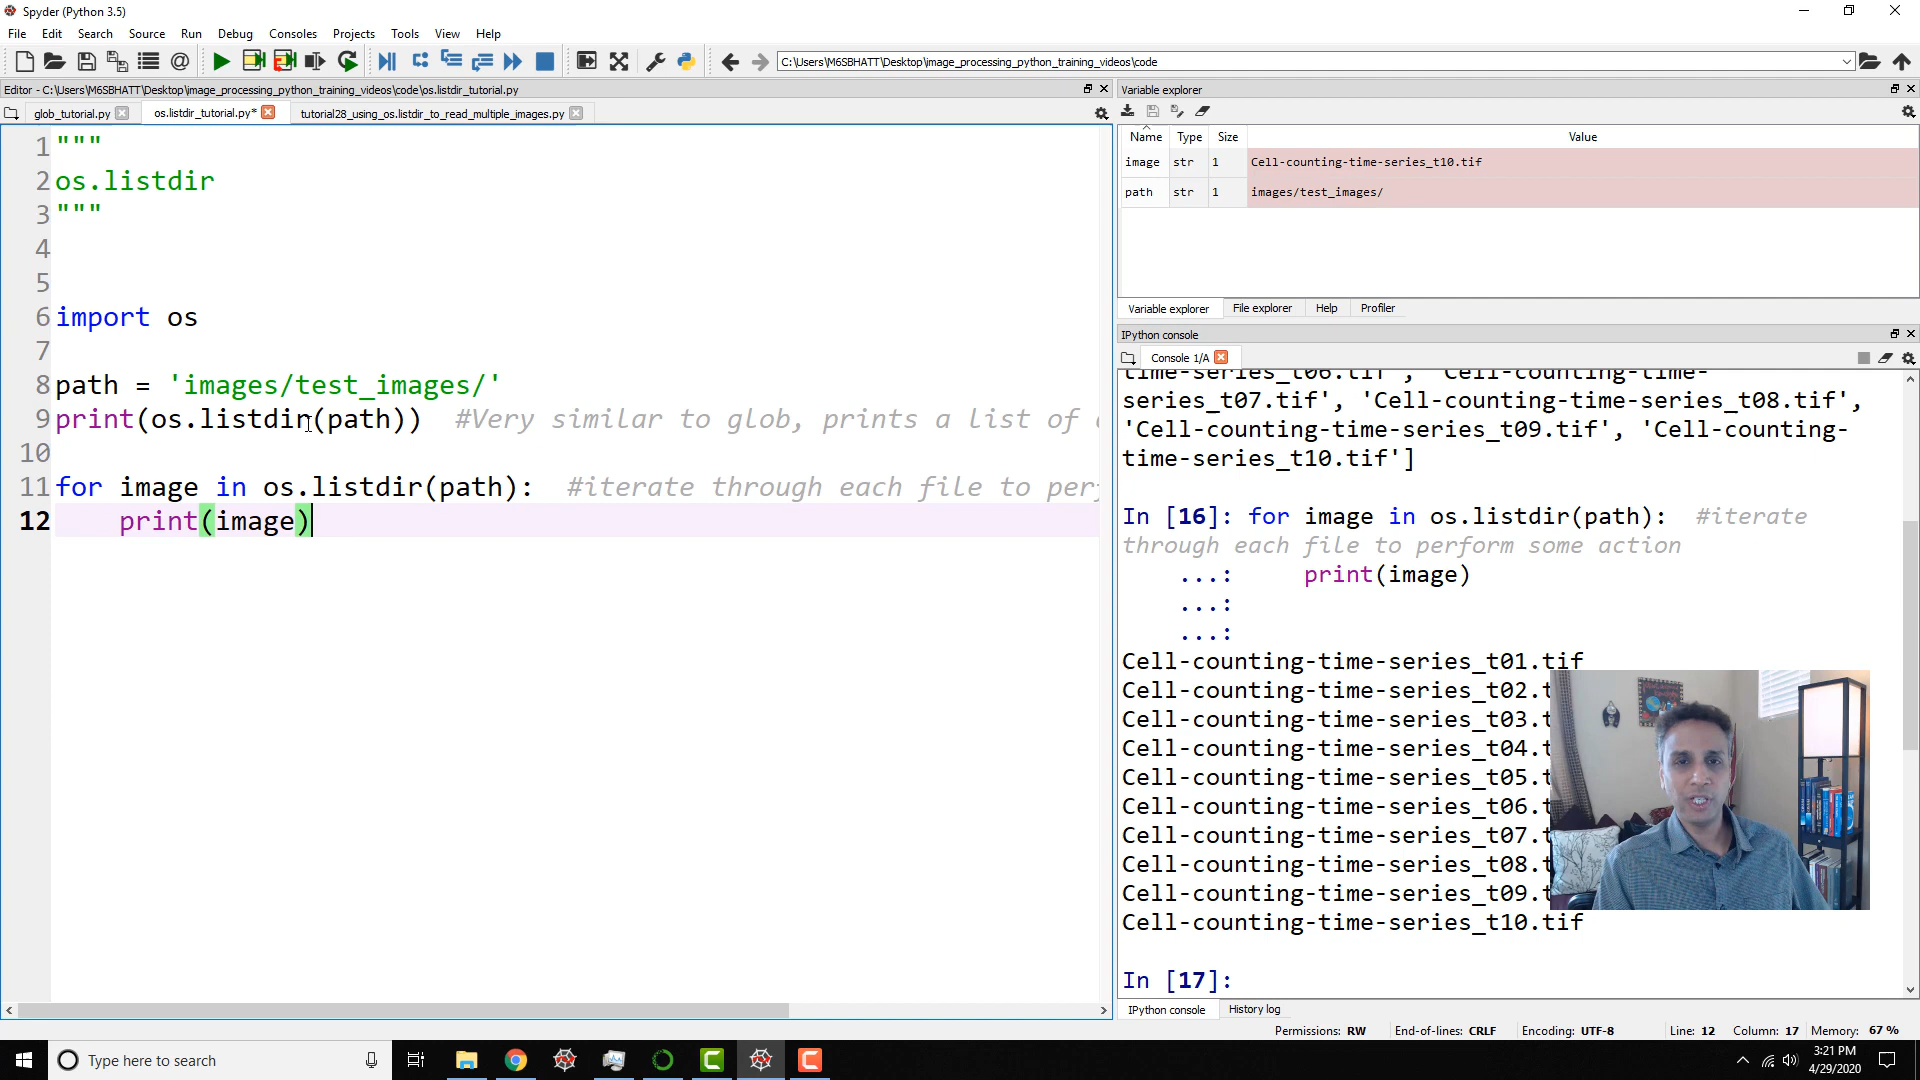 Spyder (Python 3.5)
File Edit Search Source Run Debug Consoles Projects Tools View Help
C:\Users\M6SBHATT\Desktop\image_processing_python_training_videos\code
Editor - C:\Users\M6SBHATT\Desktop\image_processing_python_training_videos\code\os.listdir_tutorial.py
glob_tutorial.py os.listdir_tutorial.py* tutorial28_using_os.listdir_to_read_multiple_images.py
1 """
2 os.listdir
3 """
4
5
6 import os
7
8 path = 'images/test_images/'
9 print(os.listdir(path))  #Very similar to glob, prints a list of
10
11 for image in os.listdir(path):  #iterate through each file to
12     print(image)
Variable explorer
Name Type Size Value
image str 1 Cell-counting-time-series_t10.tif
path str 1 images/test_images/
Variable explorer File explorer Help Profiler
IPython console
Console 1/A
time-series_t06.tif', 'Cell-counting-time-
series_t07.tif', 'Cell-counting-time-series_t08.tif',
'Cell-counting-time-series_t09.tif', 'Cell-counting-
time-series_t10.tif']
In [16]: for image in os.listdir(path):  #iterate
through each file to perform some action
...:     print(image)
...:
...:
Cell-counting-time-series_t01.tif
Cell-counting-time-series_t02.
Cell-counting-time-series_t03.
Cell-counting-time-series_t04.
Cell-counting-time-series_t05.
Cell-counting-time-series_t06.
Cell-counting-time-series_t07.
Cell-counting-time-series_t08.
Cell-counting-time-series_t09.
Cell-counting-time-series_t10.tif
In [17]:
IPython console History log
Permissions: RW End-of-lines: CRLF Encoding: UTF-8 Line: 12 Column: 17 Memory: 67 %
Type here to search
3:21 PM
4/29/2020